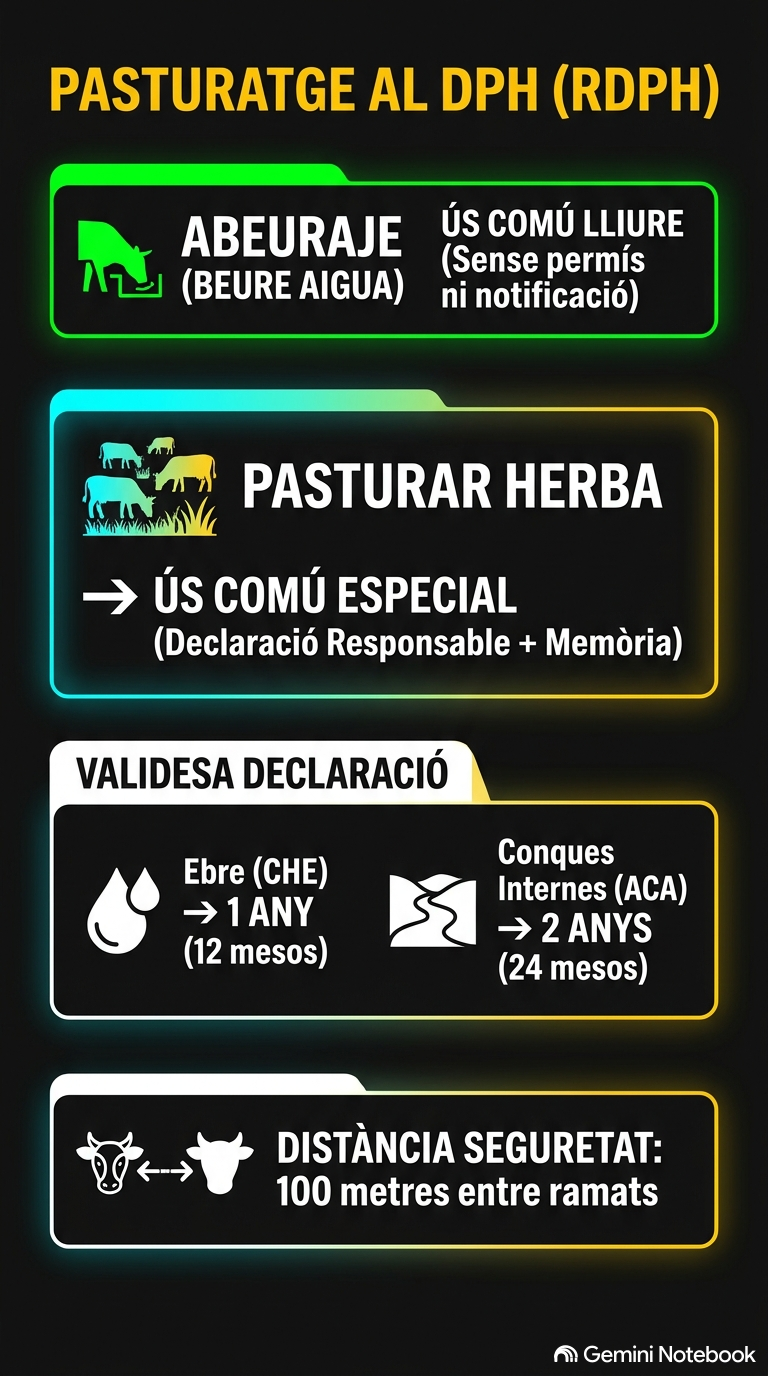 PASTURATGE AL DPH (RDPH)
ABEURAJE
(BEURE AIGUA)
ÚS COMÚ LLIURE
(Sense permís
ni notificació)
PASTURAR HERBA
→ ÚS COMÚ ESPECIAL
(Declaració Responsable + Memòria)
VALIDESA DECLARACIÓ
Ebre (CHE)
→ 1 ANY
(12 mesos)
Conques
Internes (ACA)
→ 2 ANYS
(24 mesos)
DISTÀNCIA SEGURETAT:
100 metres entre ramats
Gemini Notebook